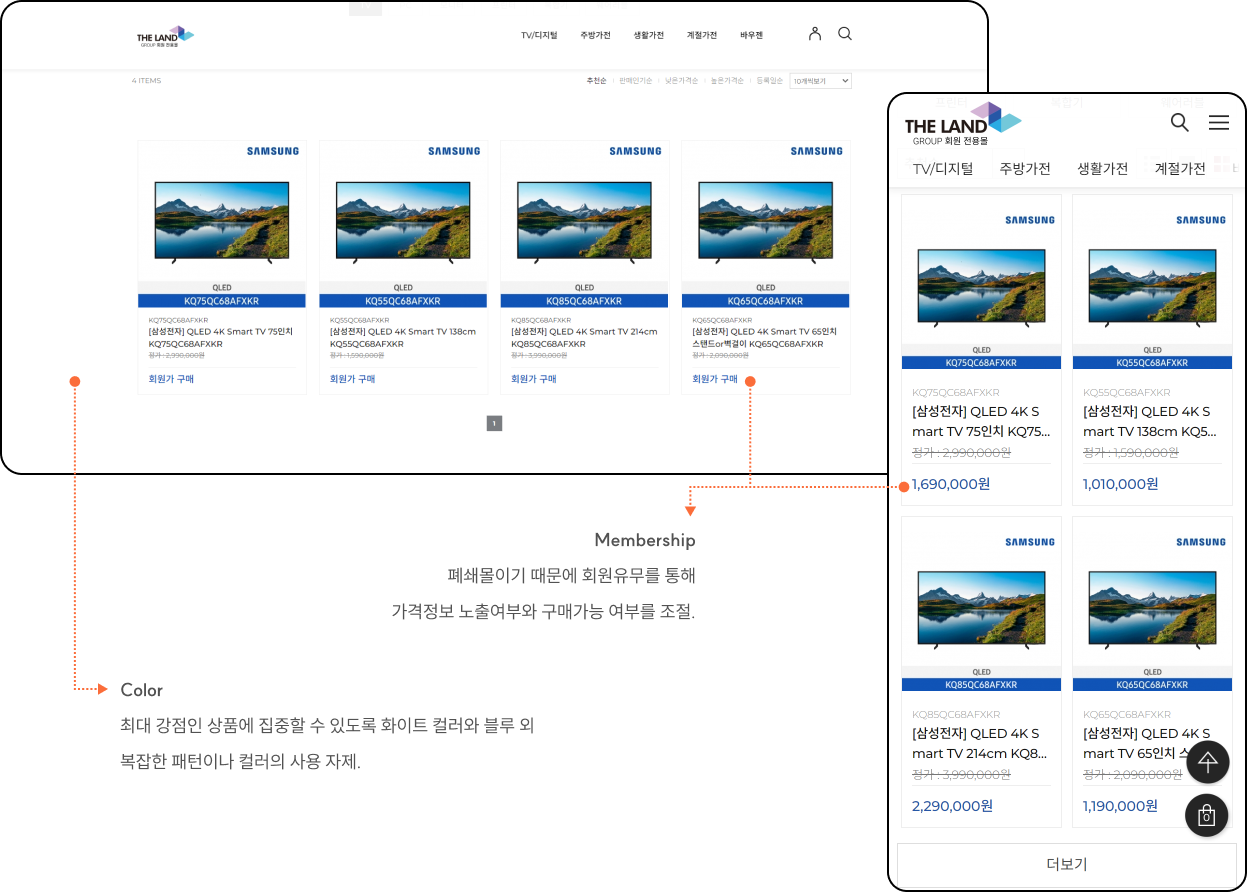 THE LAND
GROUP 회원 전용몰
TV/디지털 주방가전 생활가전 계절가전 바우젠
4 ITEMS
추천순 판매인기순 낮은가격순 높은가격순 등록일순 10개씩보기
SAMSUNG
QLED
KQ75QC68AFXKR
KQ75QC68AFXKR
[삼성전자] QLED 4K Smart TV 75인치
KQ75QC68AFXKR
정가 : 2,990,000원
회원가 구매
SAMSUNG
QLED
KQ55QC68AFXKR
KQ55QC68AFXKR
[삼성전자] QLED 4K Smart TV 138cm
KQ55QC68AFXKR
정가 : 1,590,000원
회원가 구매
SAMSUNG
QLED
KQ85QC68AFXKR
KQ85QC68AFXKR
[삼성전자] QLED 4K Smart TV 214cm
KQ85QC68AFXKR
정가 : 3,990,000원
회원가 구매
SAMSUNG
QLED
KQ65QC68AFXKR
KQ65QC68AFXKR
[삼성전자] QLED 4K Smart TV 65인치
스탠드or벽걸이 KQ65QC68AFXKR
정가 : 2,090,000원
회원가 구매
1
Membership
폐쇄몰이기 때문에 회원유무를 통해
가격정보 노출여부와 구매가능 여부를 조절.
Color
최대 강점인 상품에 집중할 수 있도록 화이트 컬러와 블루 외
복잡한 패턴이나 컬러의 사용 자제.
THE LAND
GROUP 회원 전용몰
TV/디지털 주방가전 생활가전 계절가전
SAMSUNG
QLED
KQ75QC68AFXKR
KQ75QC68AFXKR
[삼성전자] QLED 4K S
mart TV 75인치 KQ75...
정가 : 2,990,000원
1,690,000원
SAMSUNG
QLED
KQ55QC68AFXKR
KQ55QC68AFXKR
[삼성전자] QLED 4K S
mart TV 138cm KQ5...
정가 : 1,590,000원
1,010,000원
SAMSUNG
QLED
KQ85QC68AFXKR
KQ85QC68AFXKR
[삼성전자] QLED 4K S
mart TV 214cm KQ8...
정가 : 3,990,000원
2,290,000원
SAMSUNG
QLED
KQ65QC68AFXKR
KQ65QC68AFXKR
[삼성전자] QLED 4K S
mart TV 65인치 스
정가 : 2,090,000원
1,190,000원
0
더보기